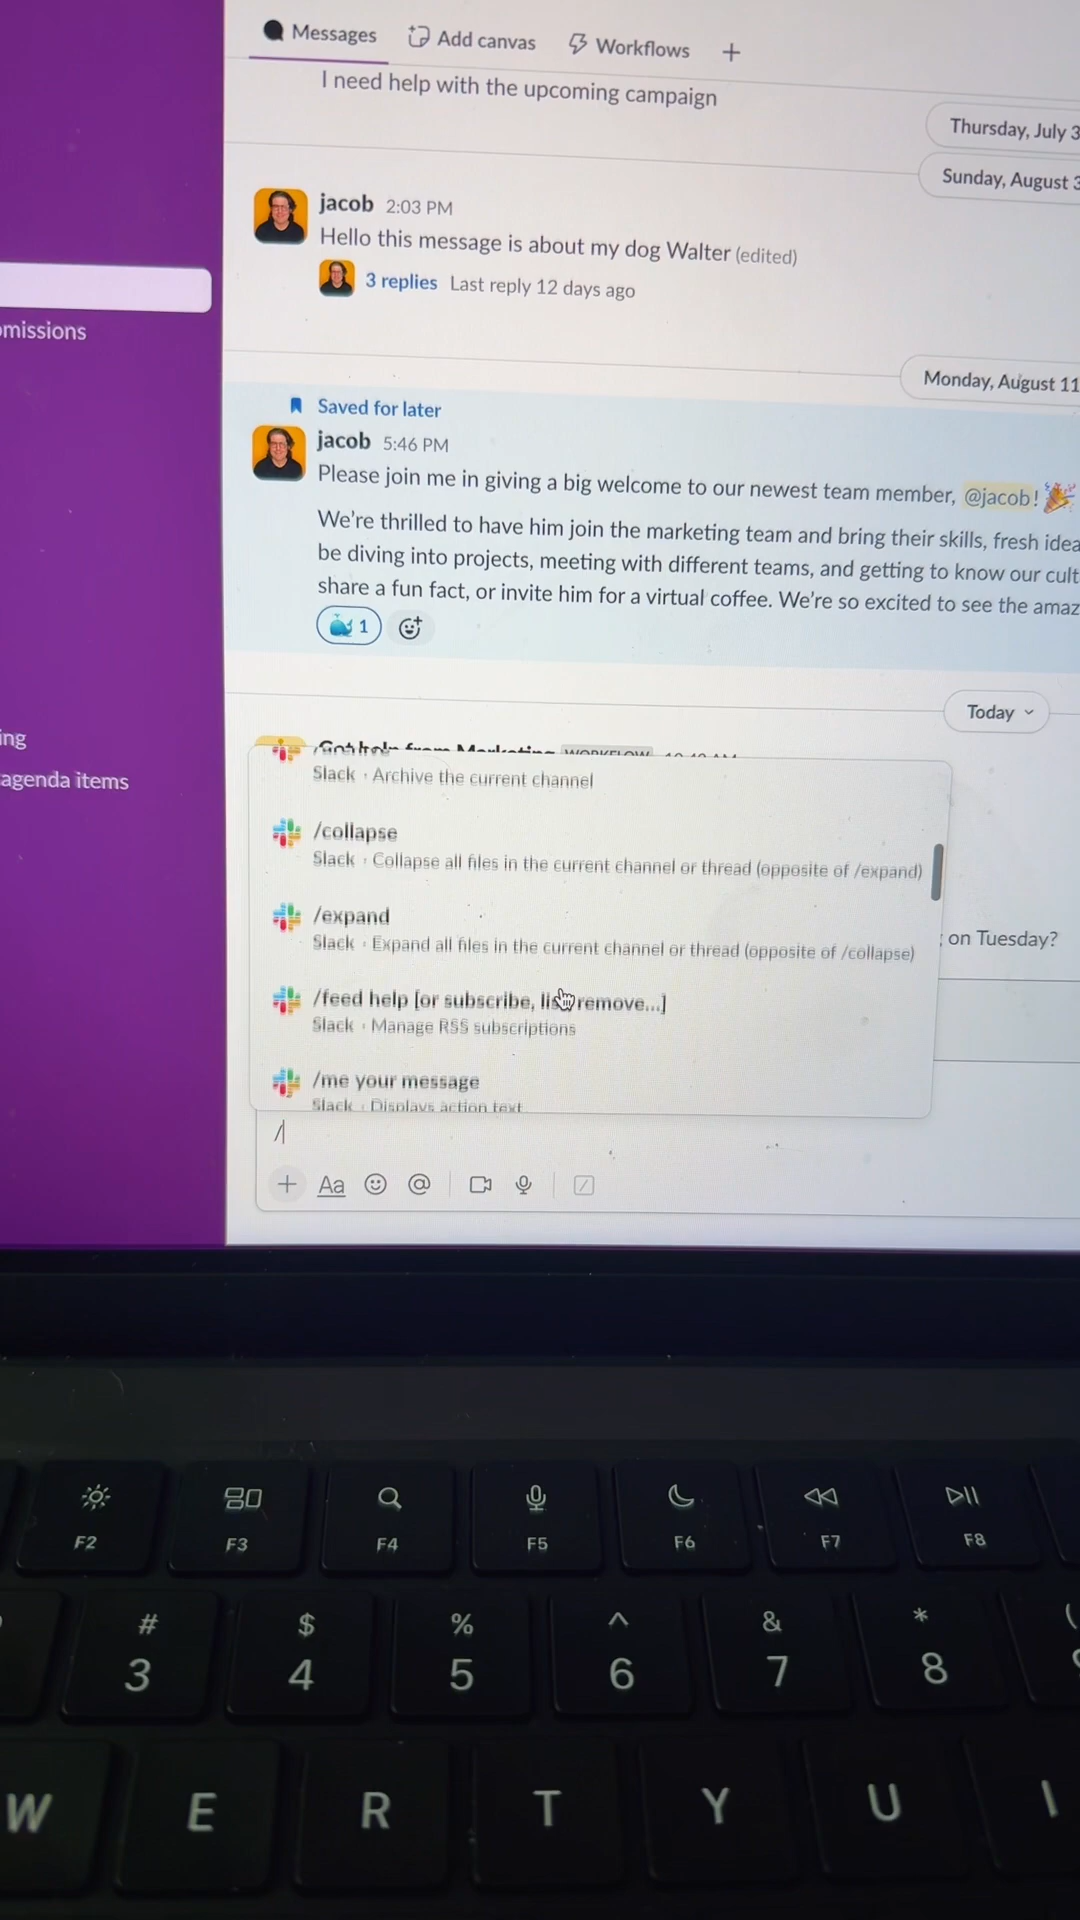 Messages Add canvas Workflows +
I need help with the upcoming campaign
Thursday, July 3
Sunday, August 3
jacob 2:03 PM
Hello this message is about my dog Walter (edited)
3 replies Last reply 12 days ago
omissions
Monday, August 11
Saved for later
jacob 5:46 PM
Please join me in giving a big welcome to our newest team member, @jacob!
We're thrilled to have him join the marketing team and bring their skills, fresh idea
be diving into projects, meeting with different teams, and getting to know our cult
share a fun fact, or invite him for a virtual coffee. We're so excited to see the amaz
1
Today
ing
agenda items
Get help from Marketing WORKFLOW
Slack · Archive the current channel
/collapse
Slack · Collapse all files in the current channel or thread (opposite of /expand)
/expand
Slack · Expand all files in the current channel or thread (opposite of /collapse)
on Tuesday?
/feed help [or subscribe, list, remove...]
Slack · Manage RSS subscriptions
/me your message
Slack · Displays action text
/
+ Aa @
F2 F3 F4 F5 F6 F7 F8
# $ % ^ & * (
3 4 5 6 7 8
W E R T Y U I